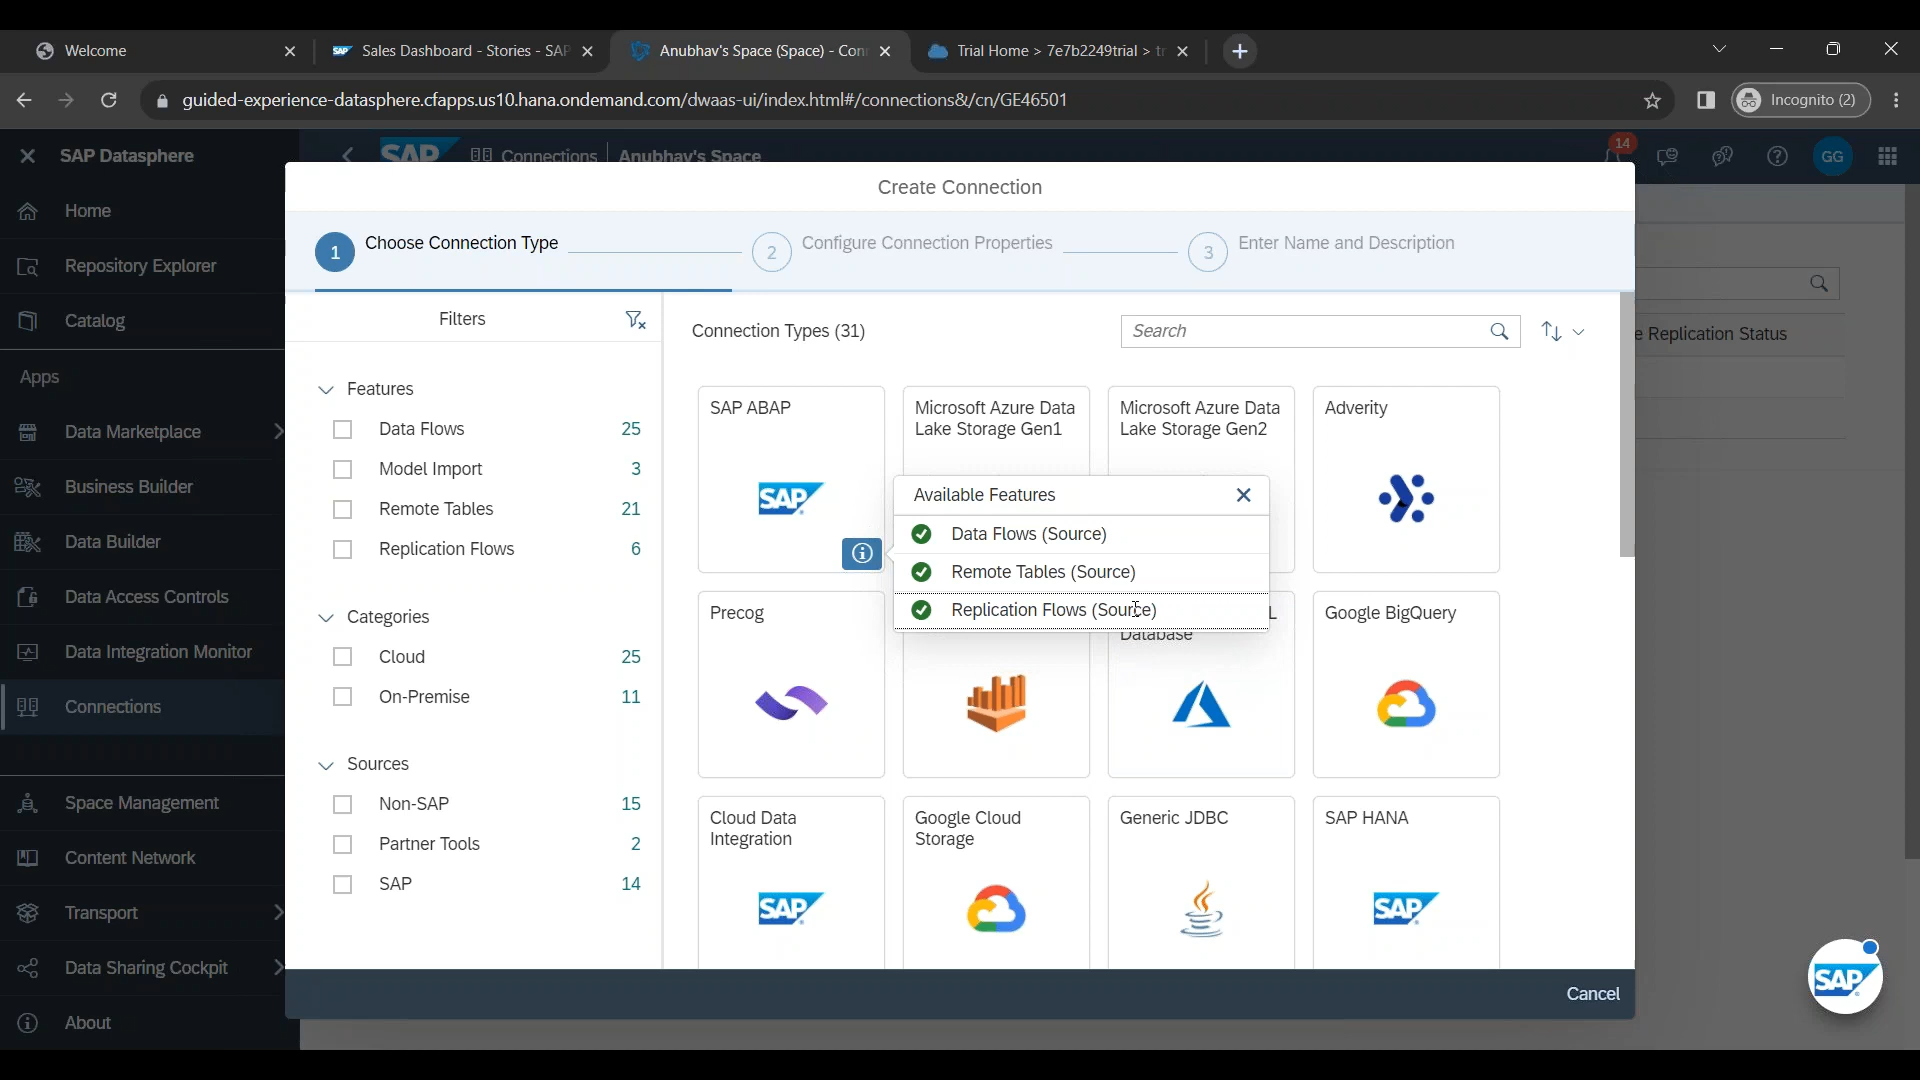 Welcome
Sales Dashboard - Stories - SAP
Anubhav's Space (Space) - Con
Trial Home > 7e7b2249trial > tr
guided-experience-datasphere.cfapps.us10.hana.ondemand.com/dwaas-ui/index.html#/connections&/cn/GE46501
Incognito (2)
SAP Datasphere
SAP
Connections
Anubhav's Space
14
GG
Home
Repository Explorer
Catalog
Apps
Data Marketplace
Business Builder
Data Builder
Data Access Controls
Data Integration Monitor
Connections
Space Management
Content Network
Transport
Data Sharing Cockpit
About
Create Connection
1 Choose Connection Type
2 Configure Connection Properties
3 Enter Name and Description
Filters
Features
Data Flows 25
Model Import 3
Remote Tables 21
Replication Flows 6
Categories
Cloud 25
On-Premise 11
Sources
Non-SAP 15
Partner Tools 2
SAP 14
Connection Types (31)
Search
SAP ABAP
SAP
Microsoft Azure Data
Lake Storage Gen1
Microsoft Azure Data
Lake Storage Gen2
Adverity
Available Features
Data Flows (Source)
Remote Tables (Source)
Replication Flows (Source)
Precog
L
Database
Google BigQuery
Cloud Data
Integration
SAP
Google Cloud
Storage
Generic JDBC
SAP HANA
SAP
e Replication Status
Cancel
SAP